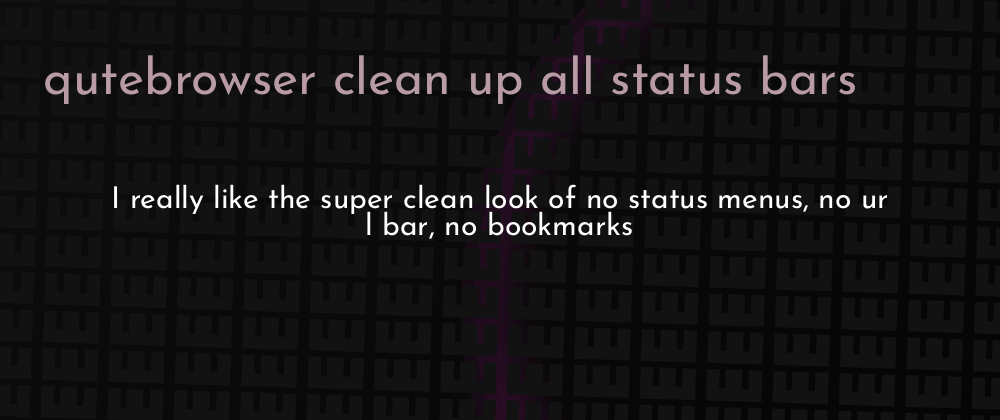 qutebrowser clean up all status bars
I really like the super clean look of no status menus, no ur
l bar, no bookmarks